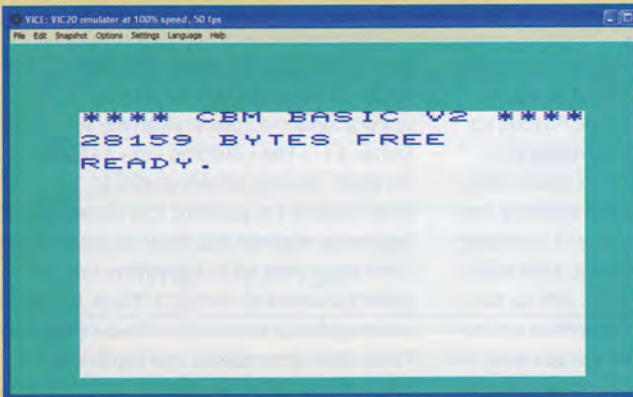 VICE: VIC20 emulator at 100% speed, 50 fps
File Edit Snapshot Options Settings Language Help
**** CBM BASIC V2 ****
28159 BYTES FREE
READY.